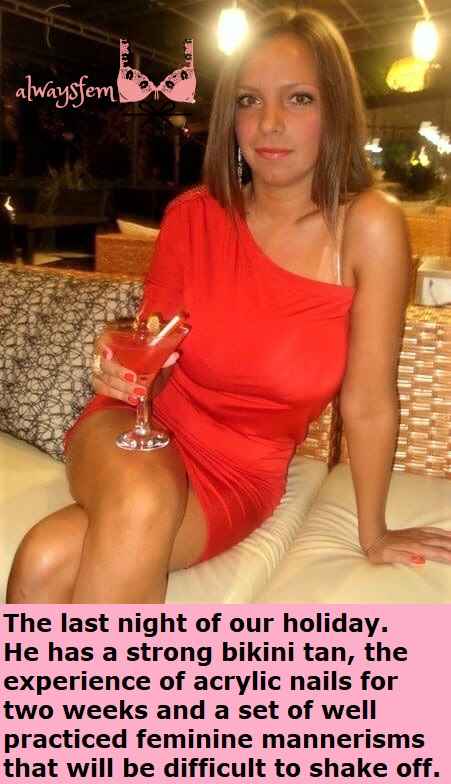 alwaysfem
The last night of our holiday.
He has a strong bikini tan, the
experience of acrylic nails for
two weeks and a set of well
practiced feminine mannerisms
that will be difficult to shake off.